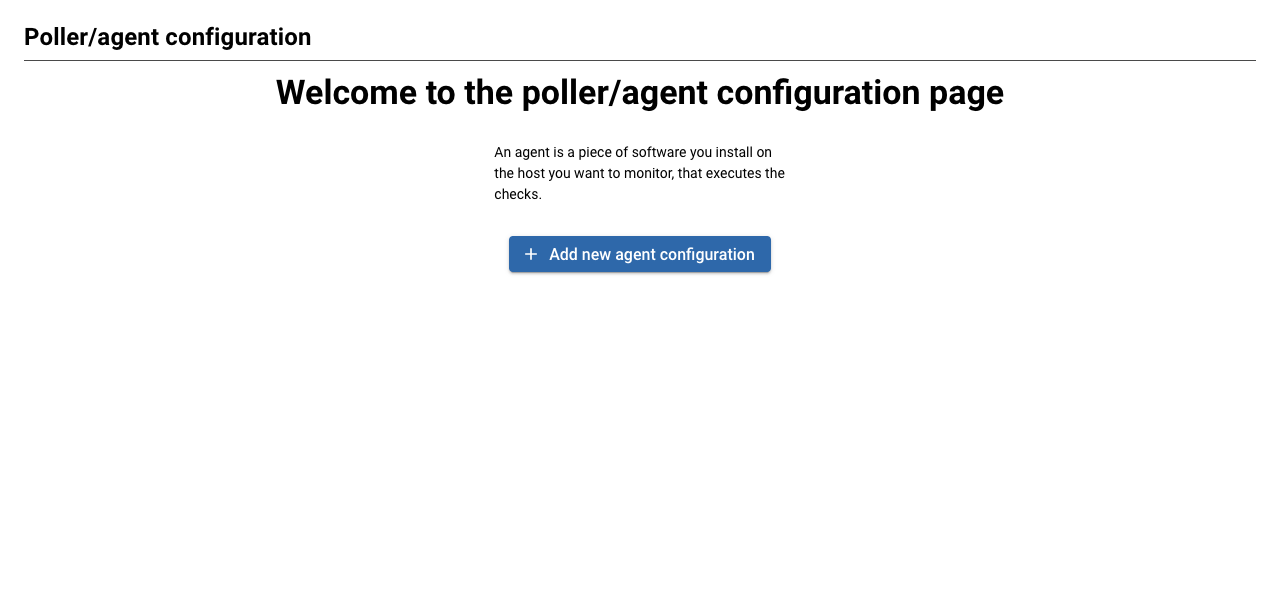 Poller/agent configuration
Welcome to the poller/agent configuration page
An agent is a piece of software you install on
the host you want to monitor, that executes the
checks.
Add new agent configuration